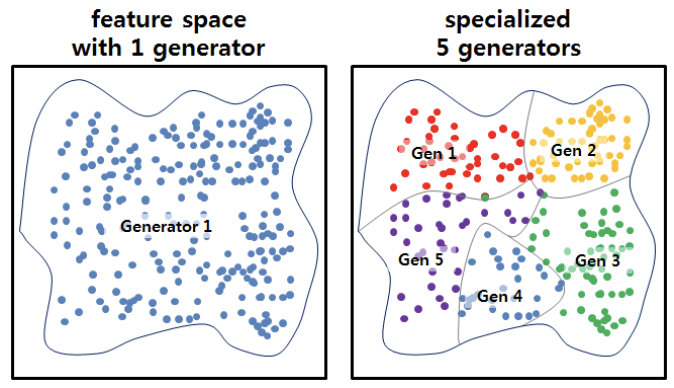 feature space
with 1 generator
specialized
5 generators
Generator 1
Gen 1
Gen 2
Gen 5
Gen 3
Gen 4